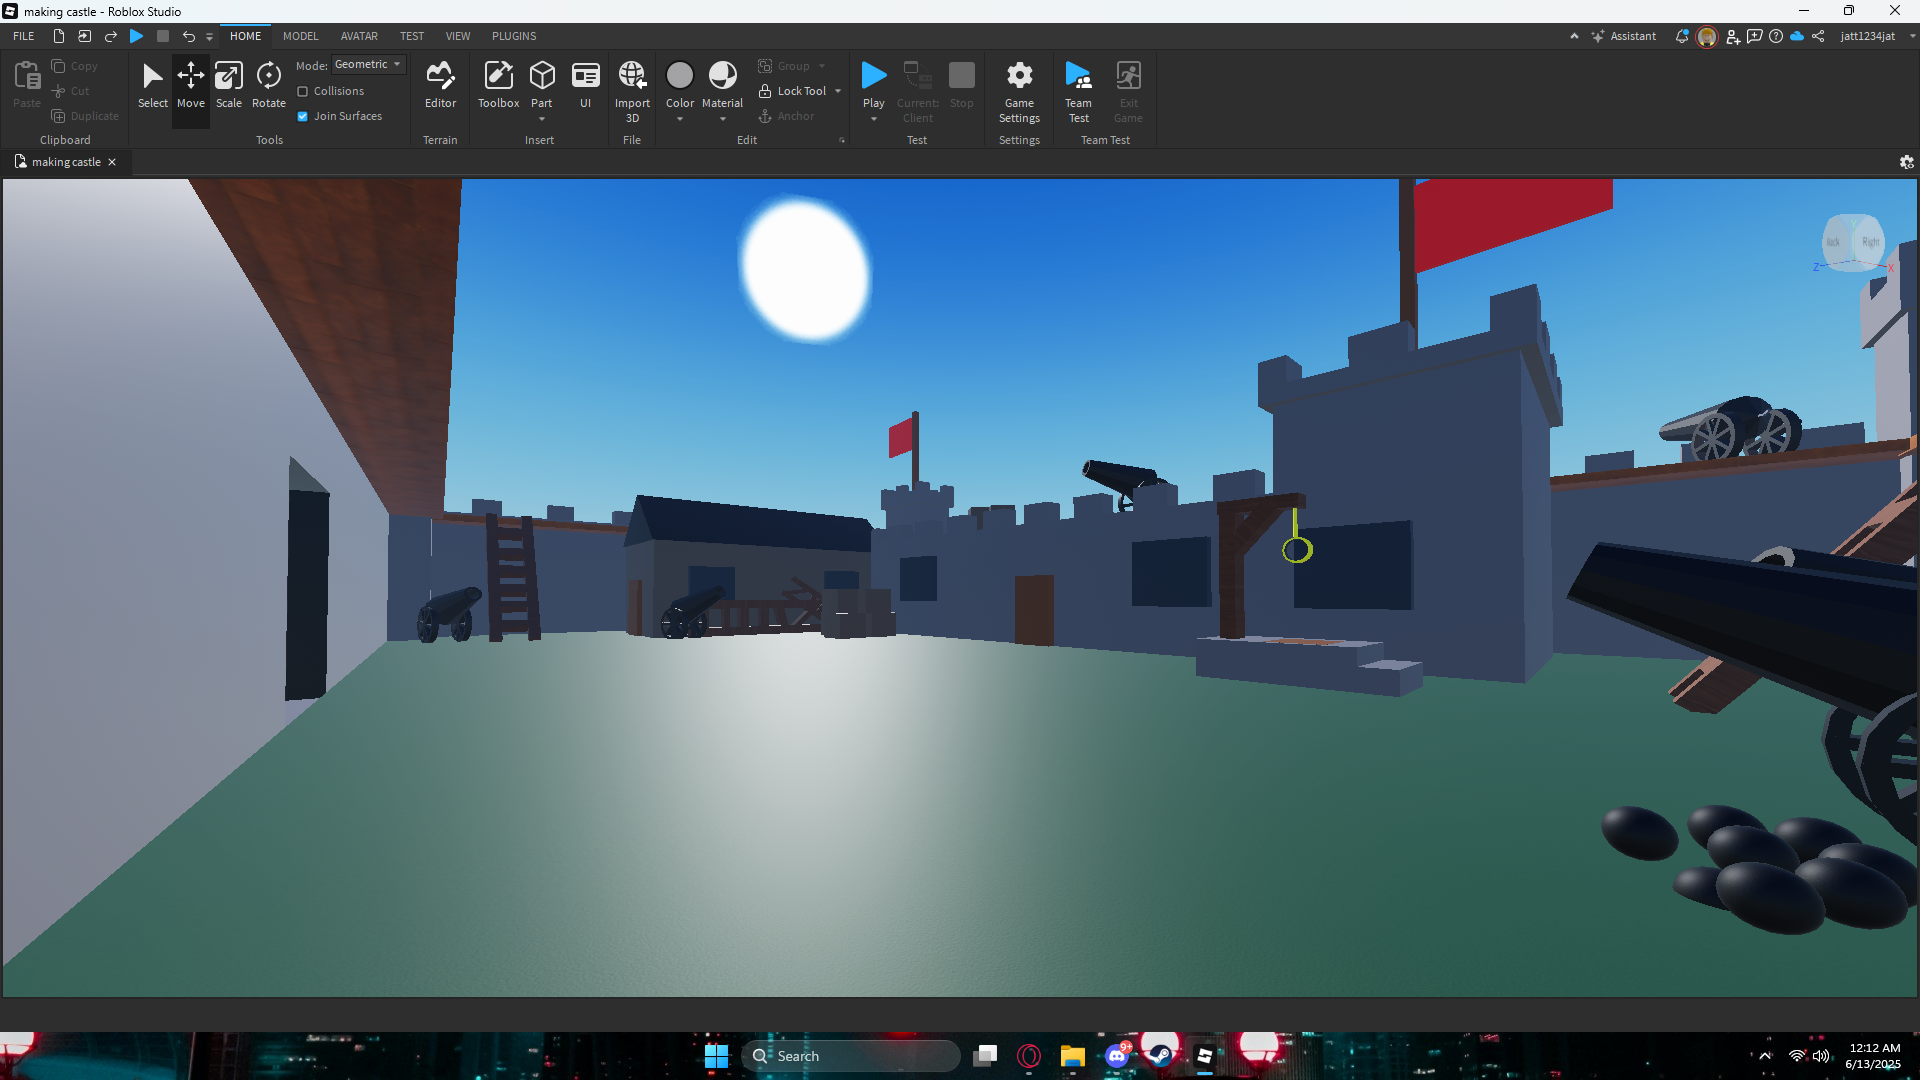 making castle - Roblox Studio
FILE HOME MODEL AVATAR TEST VIEW PLUGINS Assistant jatt1234jat
Paste Copy Cut Duplicate
Clipboard
Select Move Scale Rotate
Mode: Geometric
Collisions
Join Surfaces
Tools
Editor
Terrain
Toolbox Part UI
Insert
Import
3D
File
Color Material
Group
Lock Tool
Anchor
Edit
Play Current: Stop
Client
Test
Game
Settings
Settings
Team Exit
Test Game
Team Test
making castle
Back Right
Z X
Search
9+
12:12 AM
6/13/2025